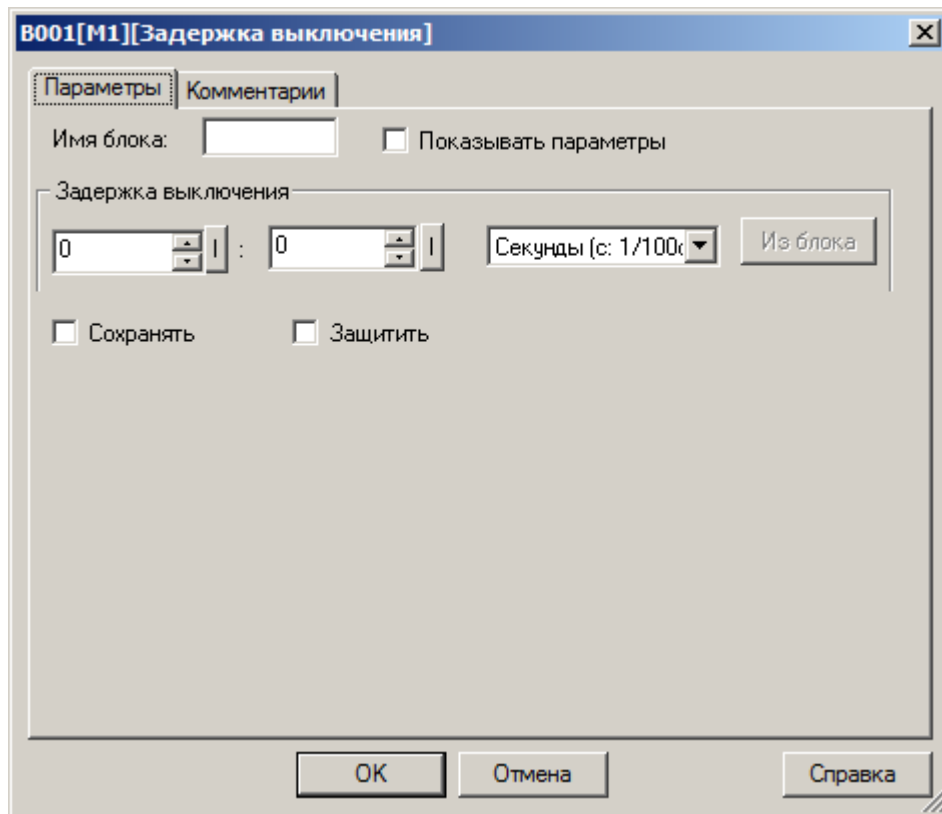 B001[M1][Задержка выключения]
Параметры Комментарии
Имя блока: Показывать параметры
Задержка выключения
0 : 0 Секунды (с: 1/100с Из блока
Сохранять Защитить
OK Отмена Справка